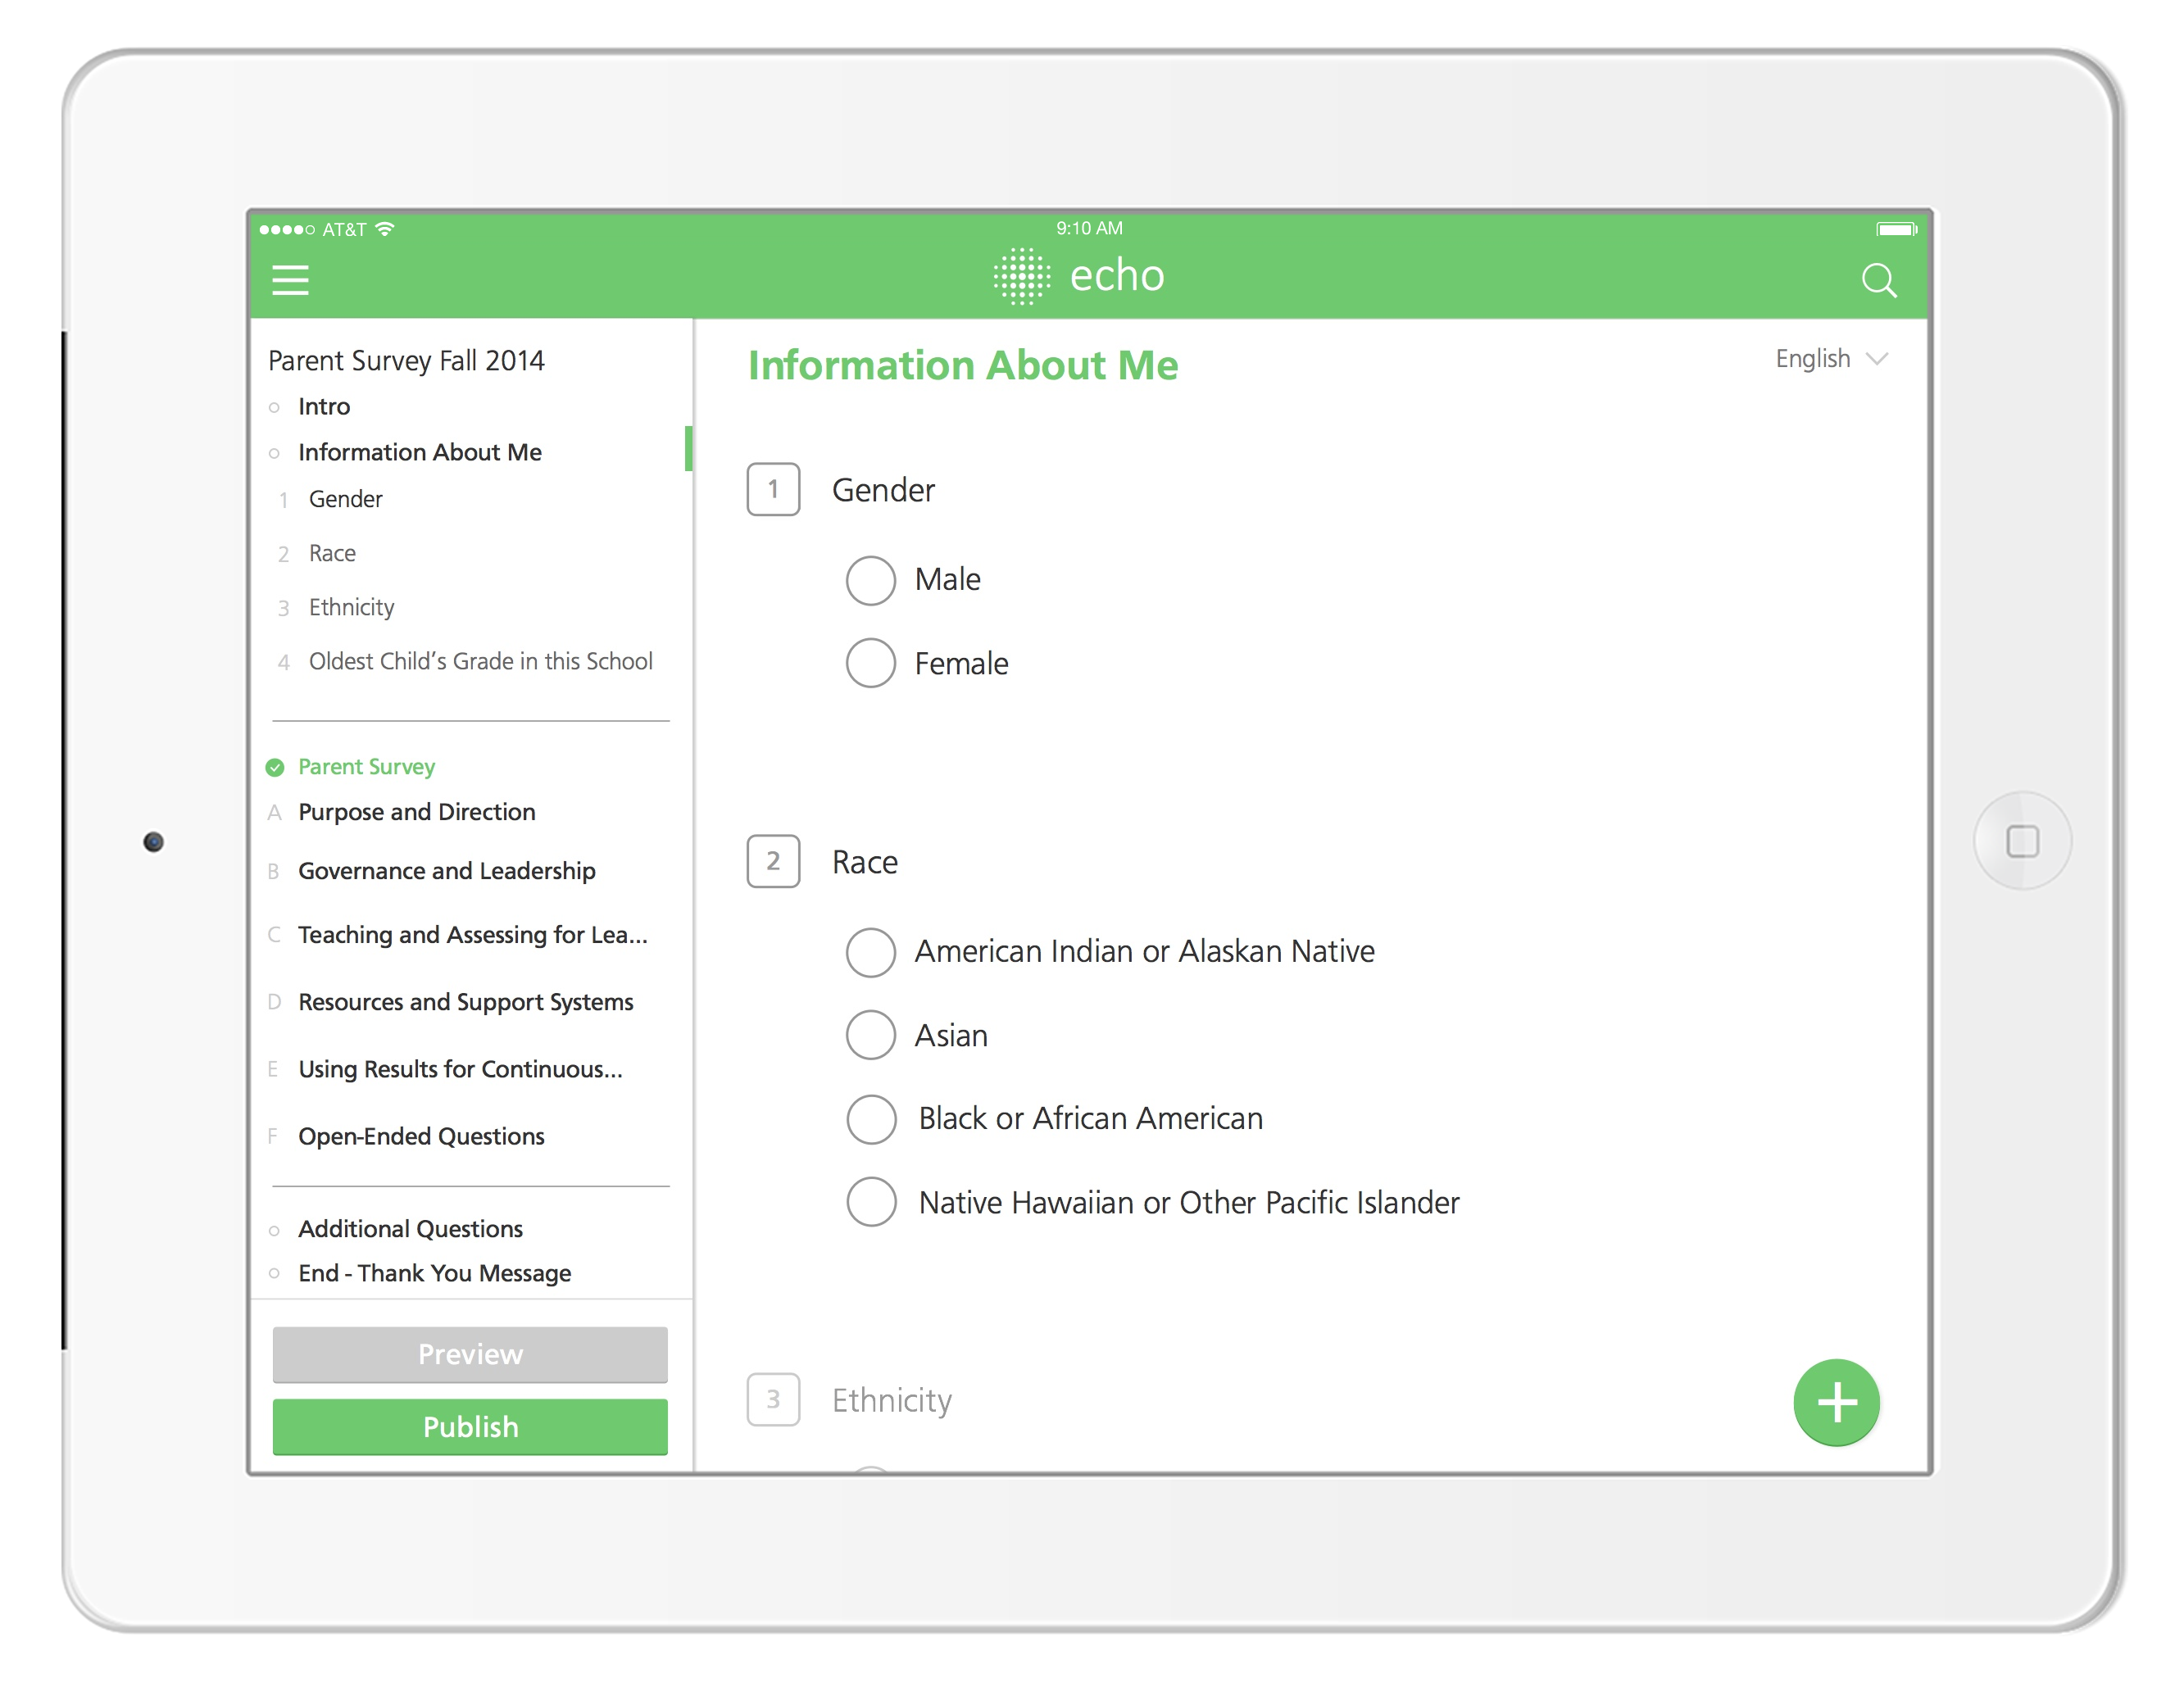 AT&T
9:10 AM
echo
Parent Survey Fall 2014
Intro
Information About Me
1 Gender
2 Race
3 Ethnicity
4 Oldest Child’s Grade in this School
Parent Survey
A Purpose and Direction
B Governance and Leadership
C Teaching and Assessing for Lea...
D Resources and Support Systems
E Using Results for Continuous...
F Open-Ended Questions
Additional Questions
End - Thank You Message
Preview
Publish
Information About Me
English
1 Gender
Male
Female
2 Race
American Indian or Alaskan Native
Asian
Black or African American
Native Hawaiian or Other Pacific Islander
3 Ethnicity